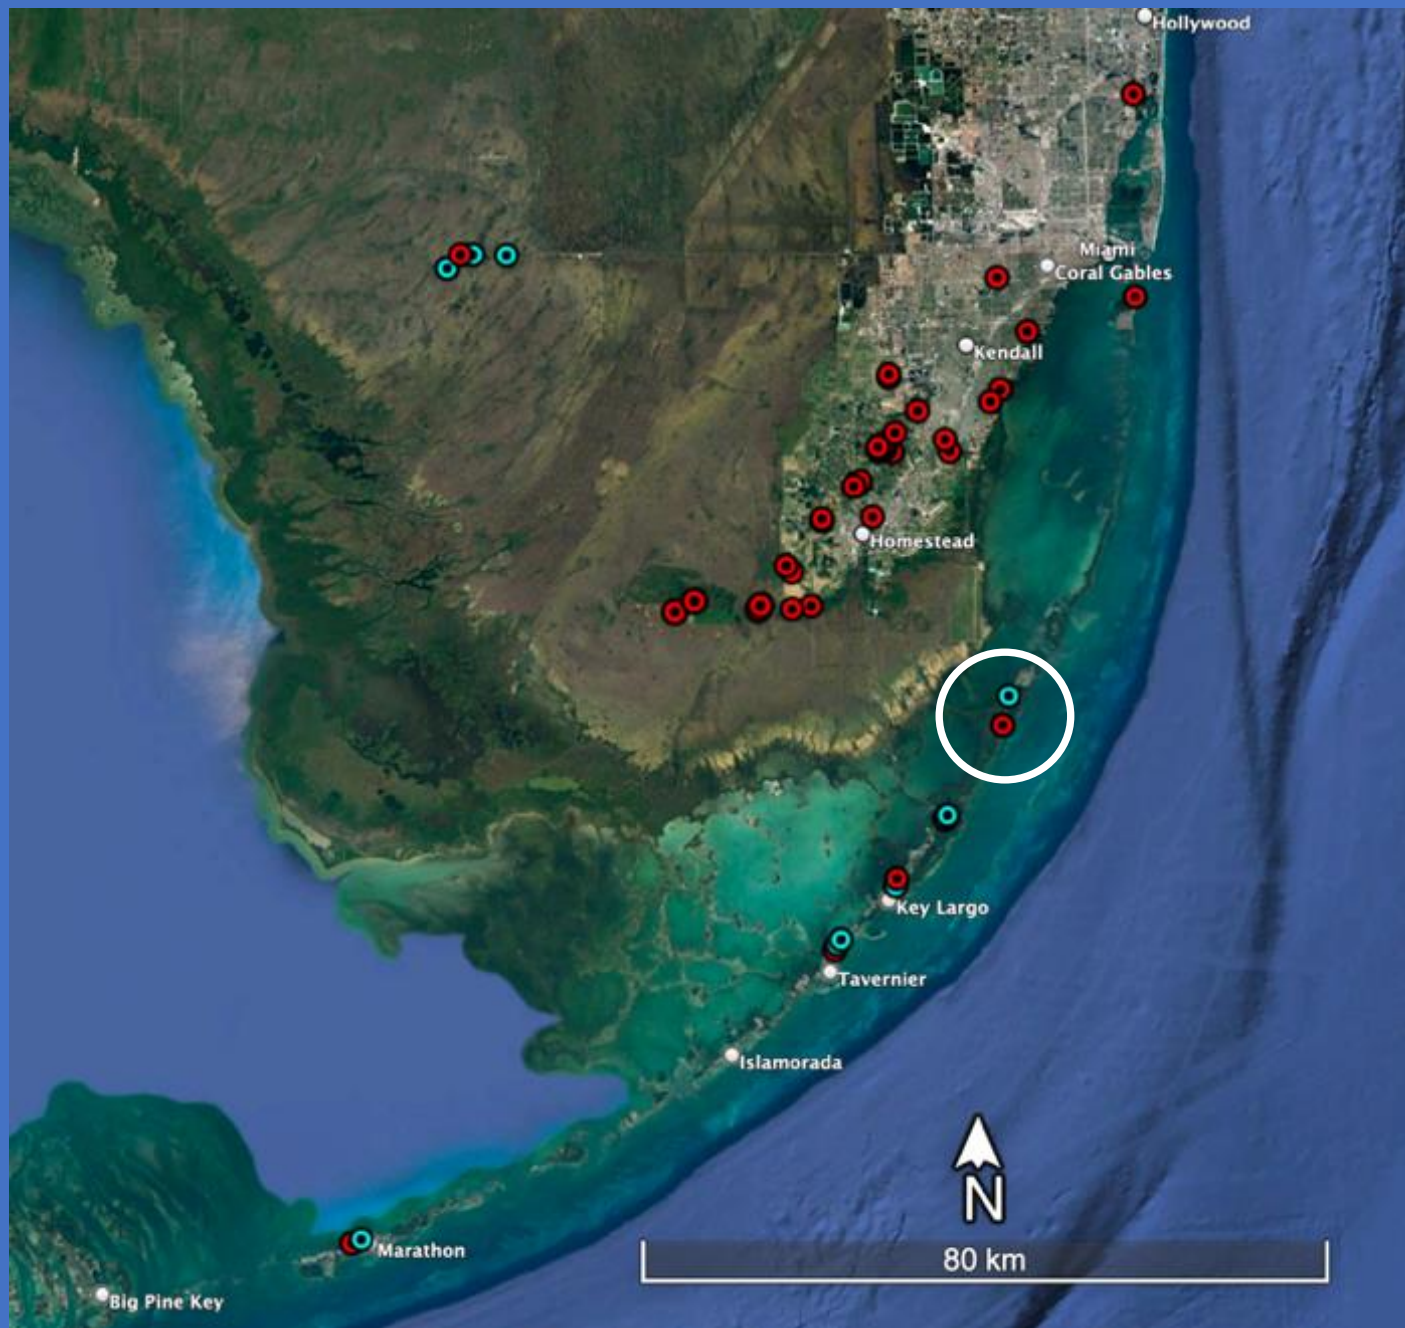 Hollywood
Miami
Coral Gables
Kendall
Homestead
Key Largo
Tavernier
Islamorada
N
Marathon
80 km
Big Pine Key